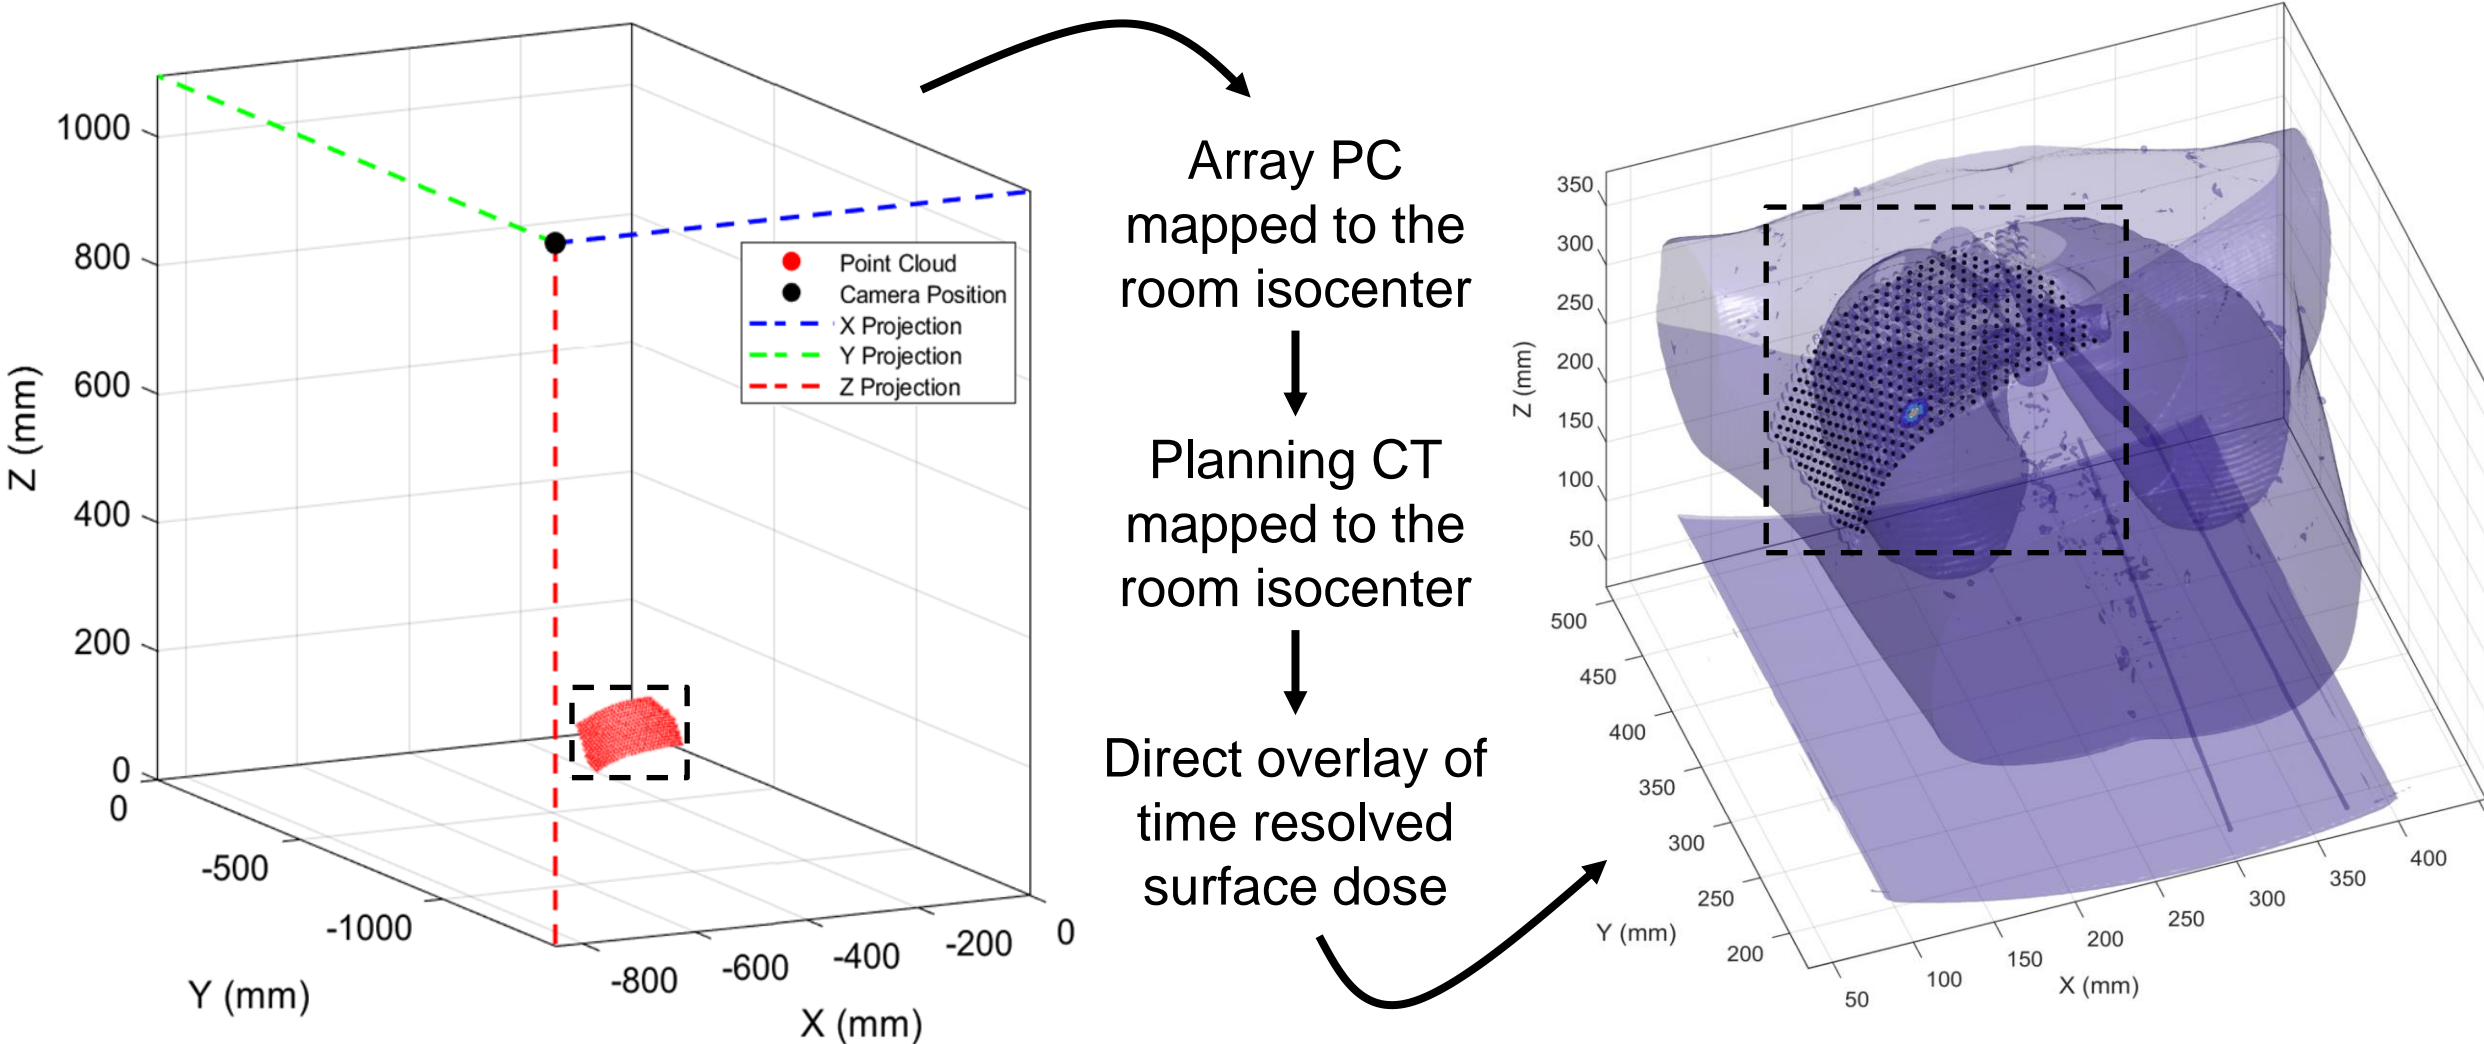 1000
800
600
400
200
0
Z (mm)
0
-500
-1000
Y (mm)
-800
-600
-400
-200
0
X (mm)
Point Cloud
Camera Position
X Projection
Y Projection
Z Projection
Array PC
mapped to the
room isocenter
Planning CT
mapped to the
room isocenter
Direct overlay of
time resolved
surface dose
350
300
250
200
150
100
50
Z (mm)
500
450
400
350
300
250
200
Y (mm)
50
100
150
200
250
300
350
400
X (mm)